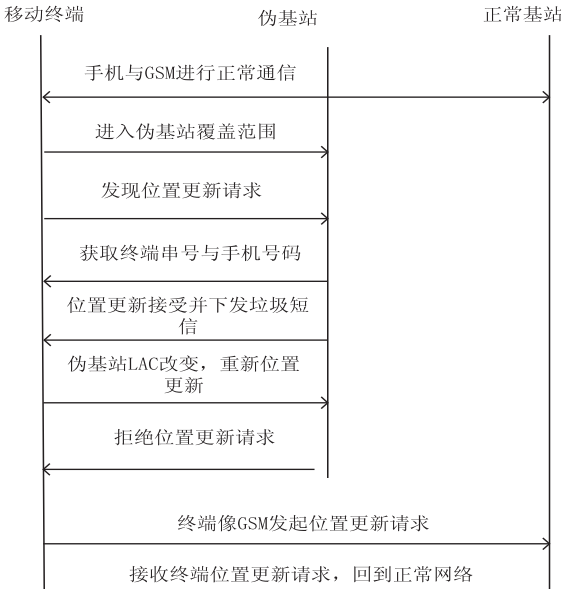 移动终端
伪基站
正常基站
手机与GSM进行正常通信
进入伪基站覆盖范围
发现位置更新请求
获取终端串号与手机号码
位置更新接受并下发垃圾短
信
伪基站LAC改变，重新位置
更新
拒绝位置更新请求
终端像GSM发起位置更新请求
接收终端位置更新请求，回到正常网络